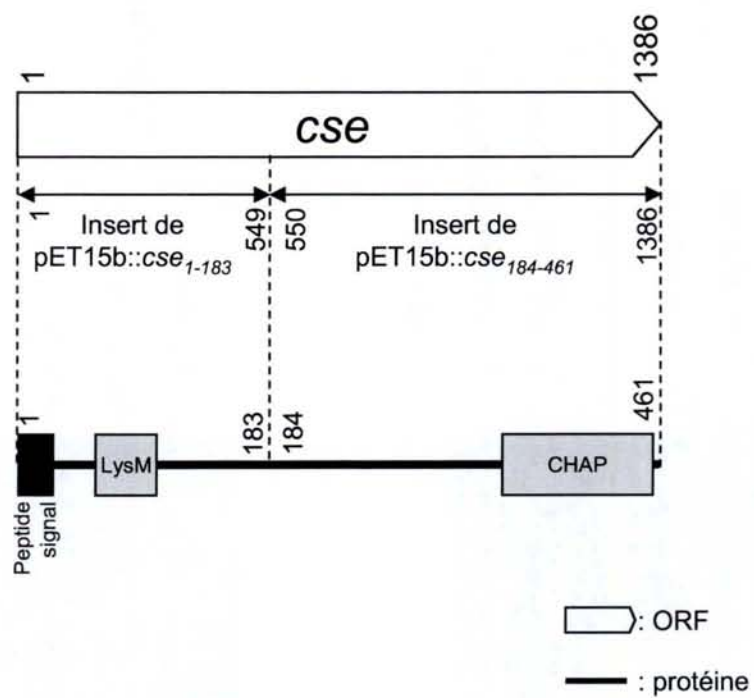 1
1386
cse
1
Insert de
pET15b::cse1-183
549
550
Insert de
pET15b::cse184-461
1386
1
183
184
461
LysM
CHAP
Peptide
signal
: ORF
: protéine